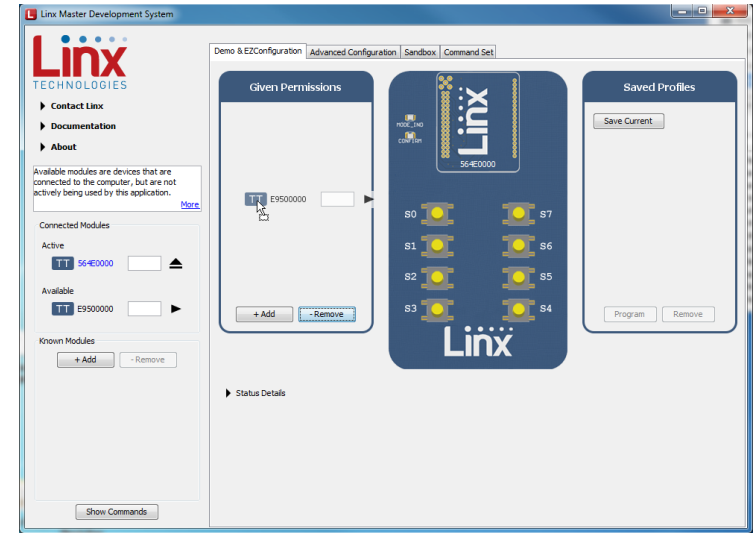 Linx Master Development System
Linx
TECHNOLOGIES
Contact Linx
Documentation
About
Available modules are devices that are
connected to the computer, but are not
actively being used by this application.
More
Connected Modules
Active
TT 564E0000
Available
TT E9500000
Known Modules
+ Add - Remove
Show Commands
Demo & EZConfiguration Advanced Configuration Sandbox Command Set
Given Permissions
TT E9500000
+ Add - Remove
MODE_IND
CONFIRM
Linx
564E0000
S0 S7
S1 S6
S2 S5
S3 S4
Linx
Saved Profiles
Save Current
Program Remove
Status Details